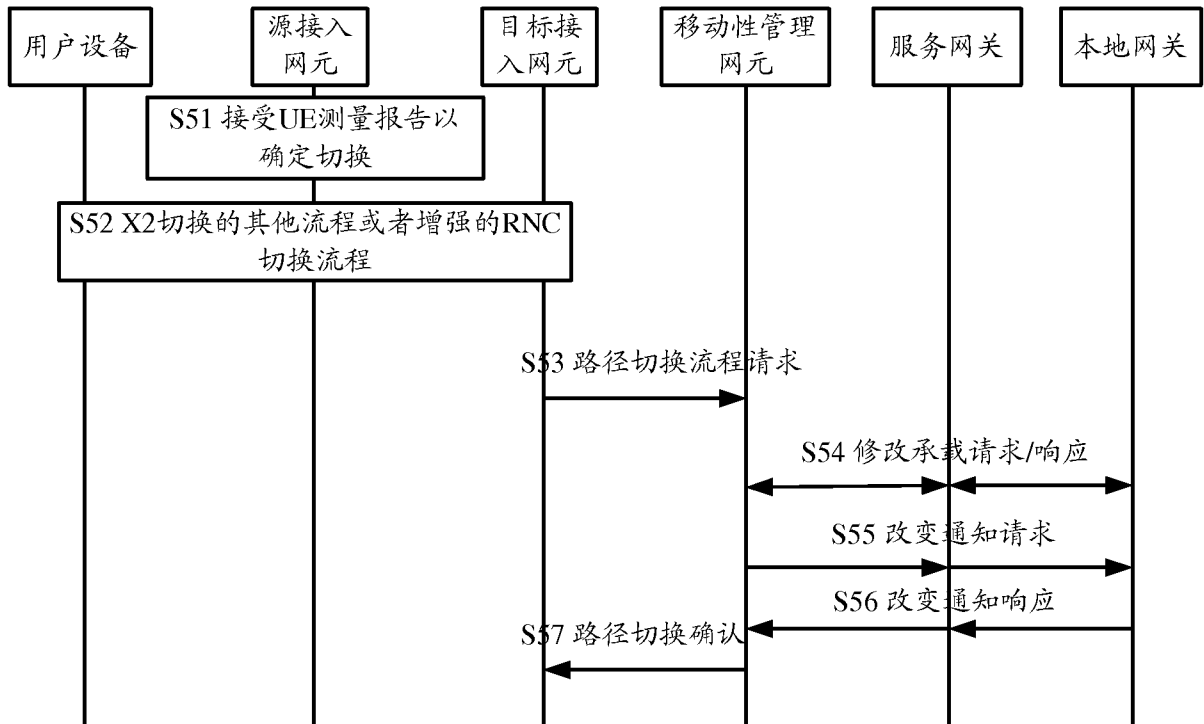 用户设备
源接入
网元
目标接
入网元
移动性管理
网元
服务网关
本地网关
S51 接受UE测量报告以
确定切换
S52 X2切换的其他流程或者增强的RNC
切换流程
S53 路径切换流程请求
S54 修改承载请求/响应
S55 改变通知请求
S56 改变通知响应
S57 路径切换确认